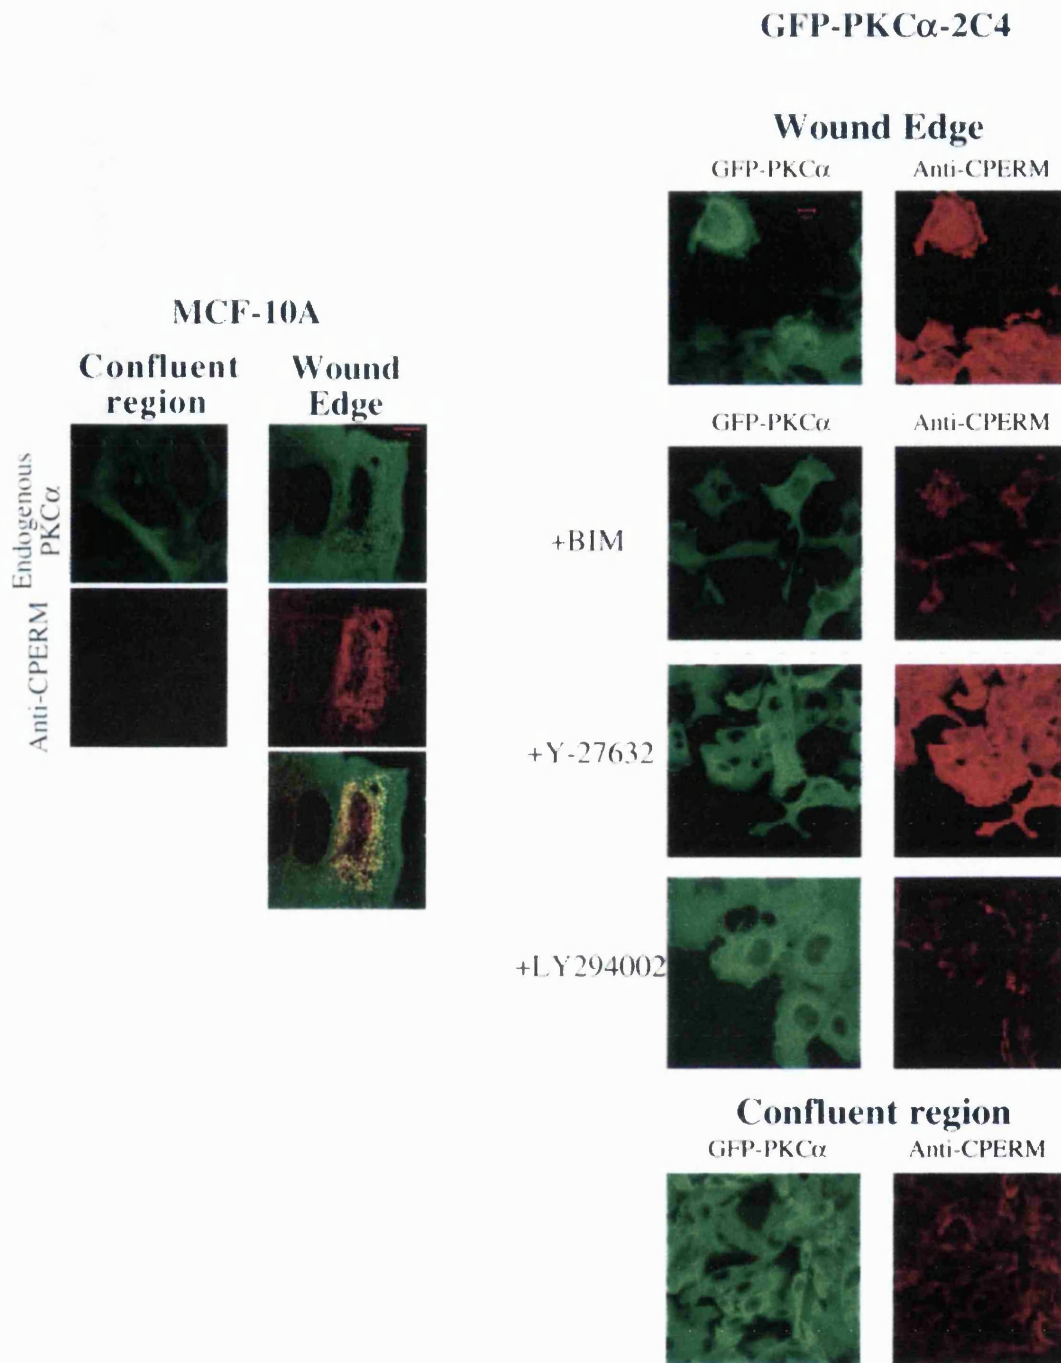 GFP-PKCα-2C4
Wound Edge
GFP-PKCα Anti-CPERM
MCF-10A
Confluent region
Wound Edge
Endogenous PKCα
Anti-CPERM
GFP-PKCα Anti-CPERM
+BIM
+Y-27632
+LY294002
Confluent region
GFP-PKCα Anti-CPERM